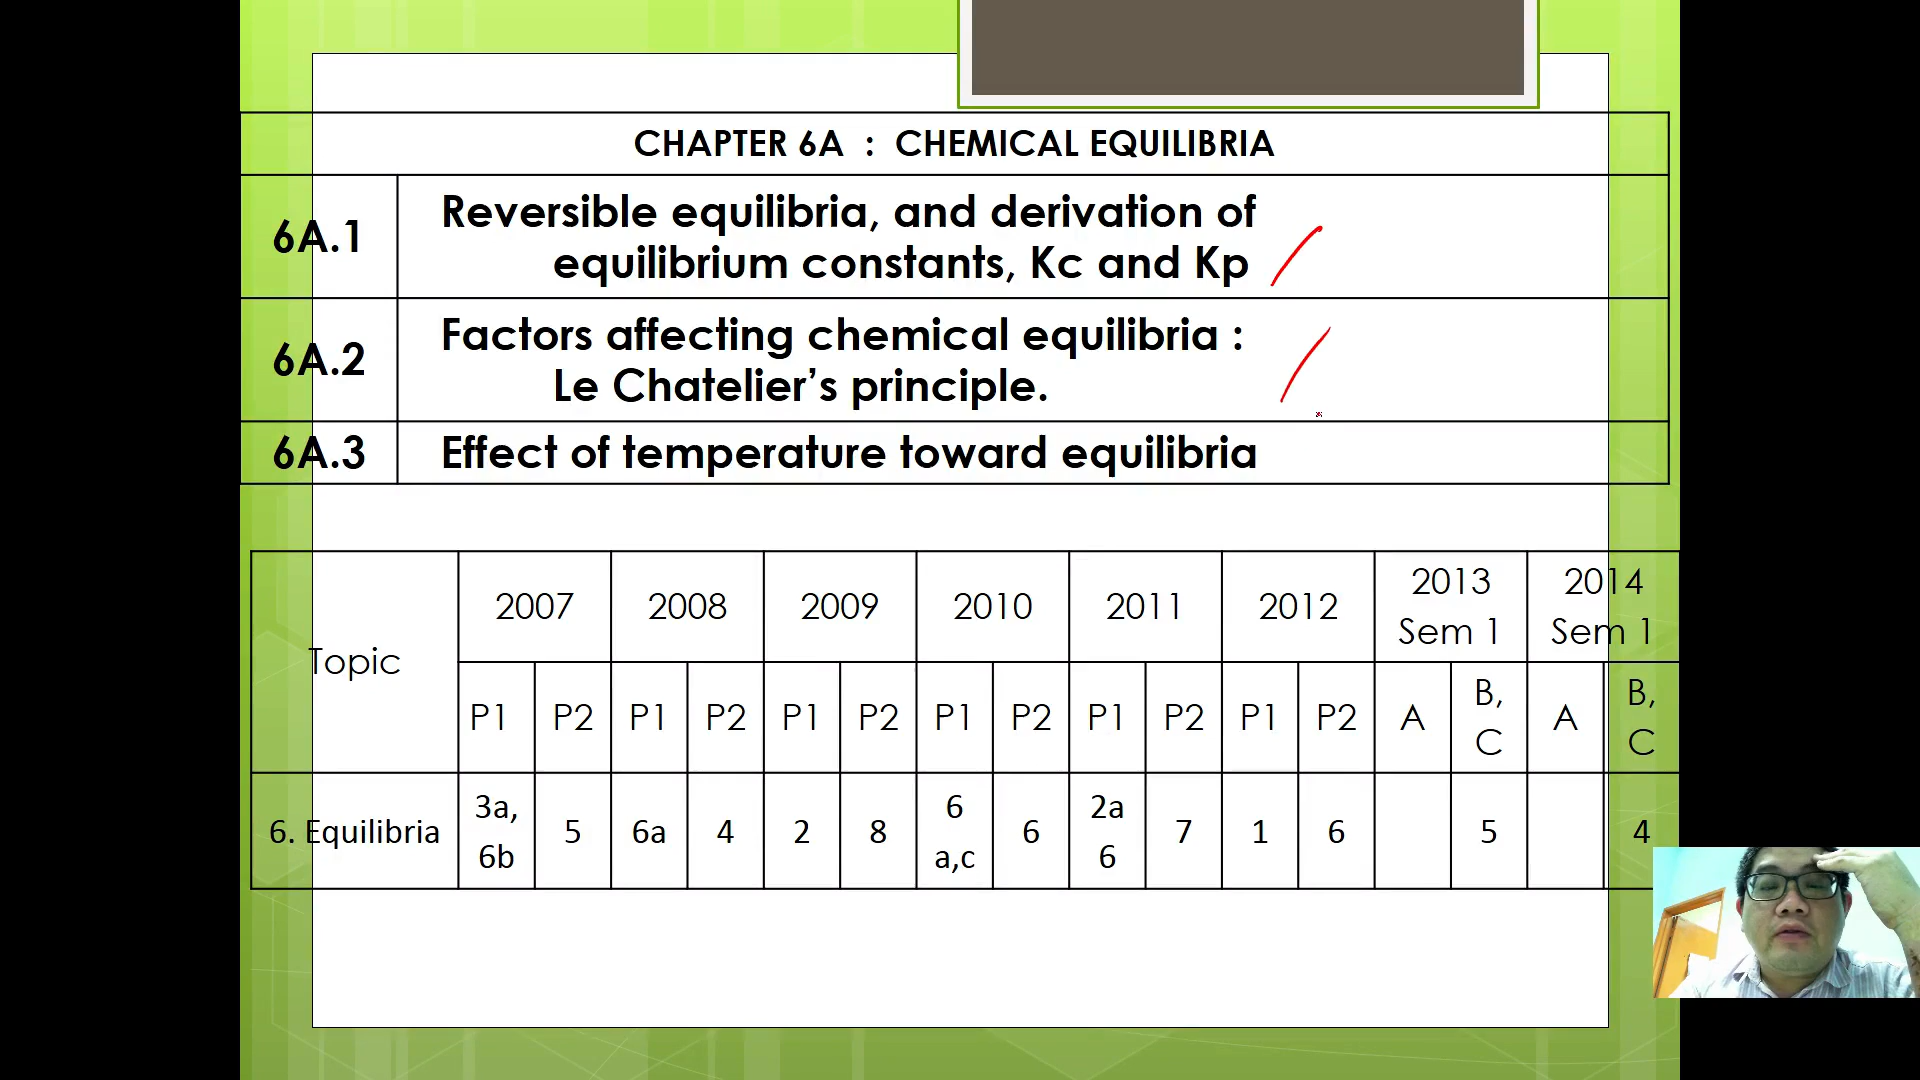 CHAPTER 6A : CHEMICAL EQUILIBRIA
6A.1 Reversible equilibria, and derivation of
equilibrium constants, Kc and Kp
6A.2 Factors affecting chemical equilibria :
Le Chatelier’s principle.
6A.3 Effect of temperature toward equilibria
Topic 2007 2008 2009 2010 2011 2012 2013 Sem 1 2014 Sem 1
P1 P2 P1 P2 P1 P2 P1 P2 P1 P2 P1 P2 A B, C A B, C
6. Equilibria 3a, 6b 5 6a 4 2 8 6 a,c 6 2a 6 7 1 6 5 4